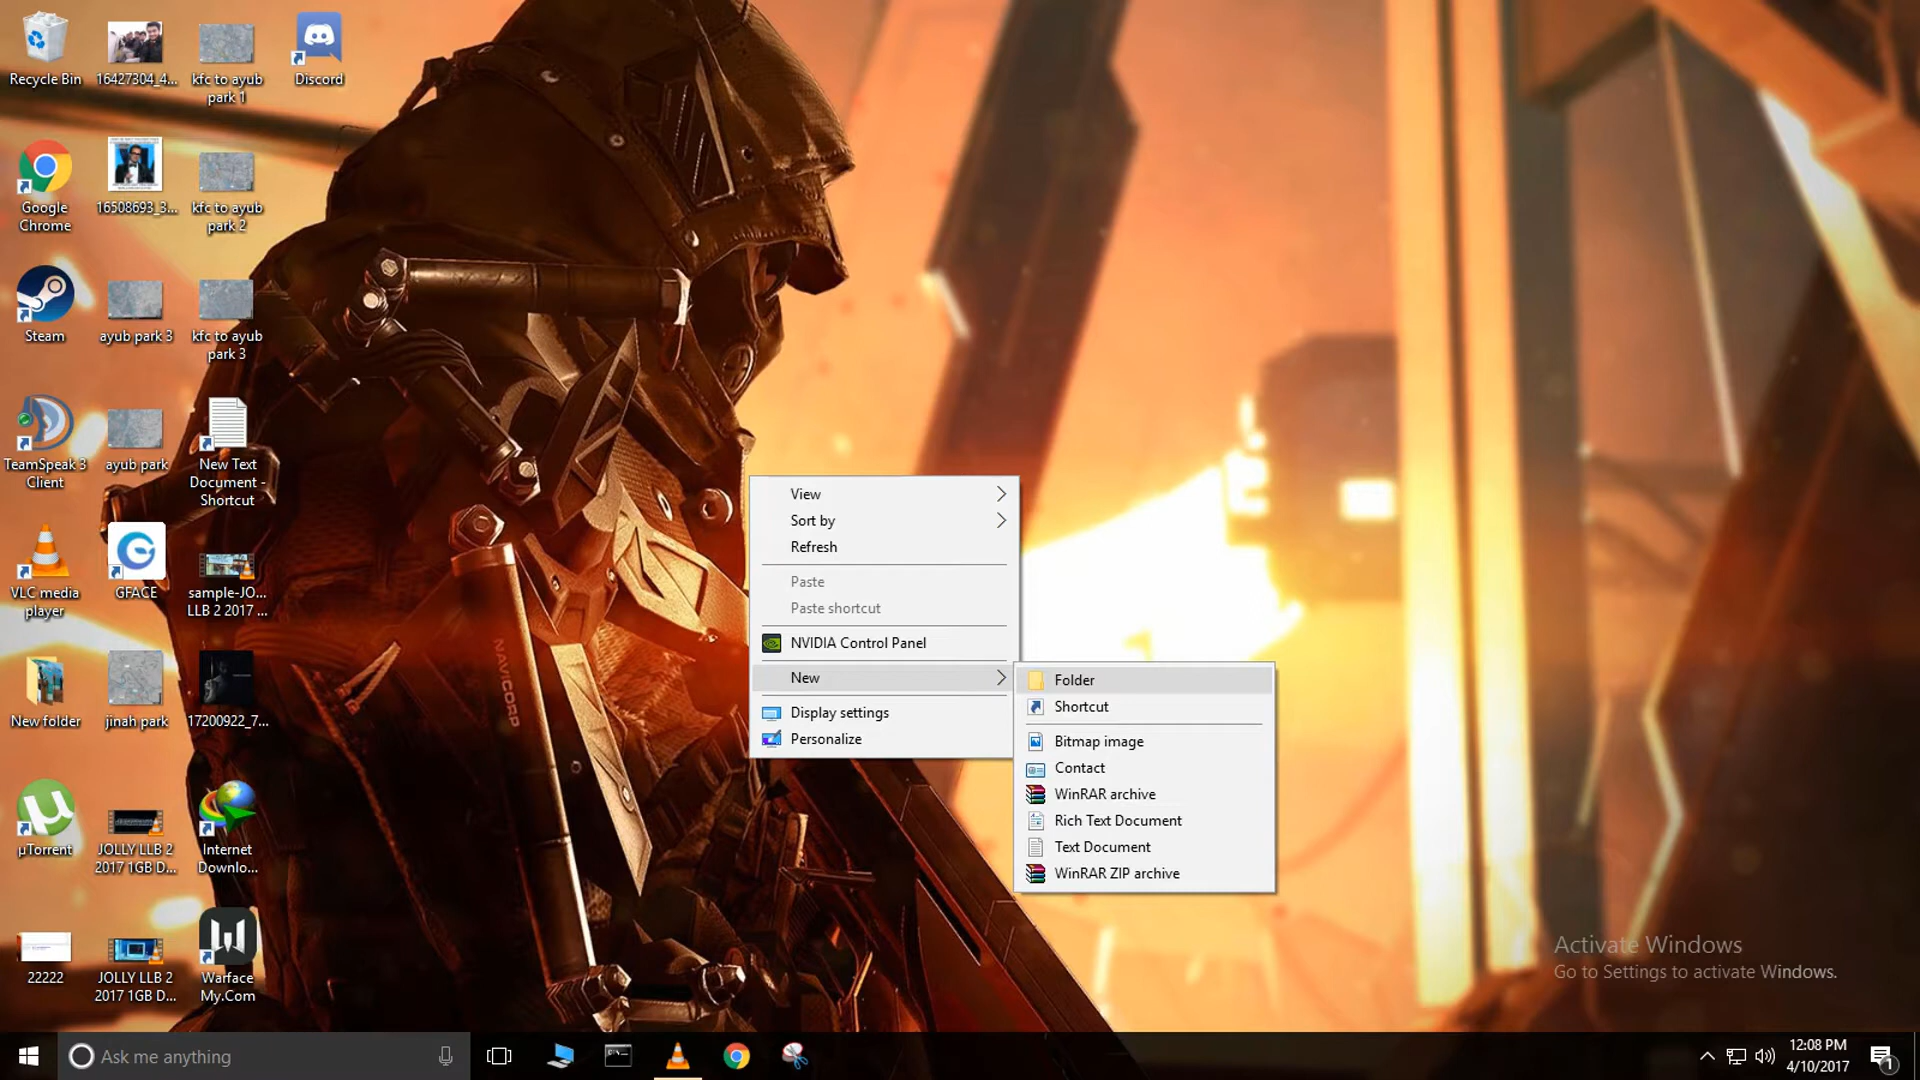 Recycle Bin
16427304_4...
kfc to ayub
park 1
Discord
Google
Chrome
16508693_3...
kfc to ayub
park 2
Steam
ayub park 3
kfc to ayub
park 3
TeamSpeak 3
Client
ayub park
New Text
Document -
Shortcut
VLC media
player
GFACE
sample-JO...
LLB 2 2017 ...
New folder
jinah park
17200922_7...
µTorrent
JOLLY LLB 2
2017 1GB D...
Internet
Downlo...
22222
JOLLY LLB 2
2017 1GB D...
Warface
My.Com
NAVICORP
View
Sort by
Refresh
Paste
Paste shortcut
NVIDIA Control Panel
New
Display settings
Personalize
Folder
Shortcut
Bitmap image
Contact
WinRAR archive
Rich Text Document
Text Document
WinRAR ZIP archive
Activate Windows
Go to Settings to activate Windows.
Ask me anything
12:08 PM
4/10/2017
1